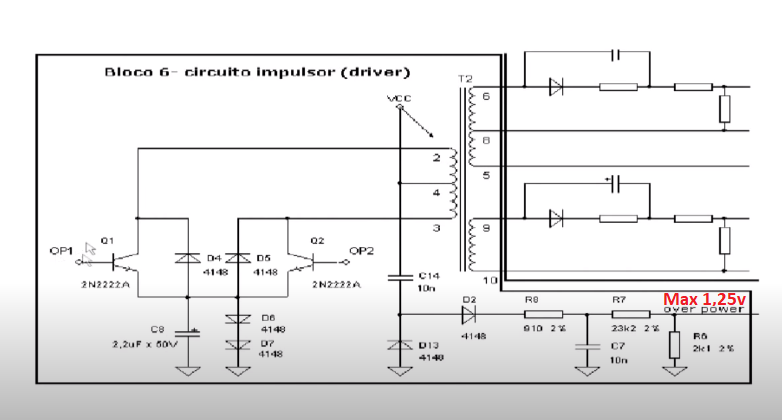 Bloco 6- circuito impulsor (driver)
T2
VCC
6
8
5
2
4
3
9
10
OP1
Q1
2N2222A
D4
4148
D5
4148
Q2
OP2
2N2222A
C14
10n
C8
2,2uF x 50V
D6
4148
D7
4148
D13
4148
D2
4148
R8
910 2%
R7
23k2 2%
C7
10n
Max 1,25v
over power
R6
2k1 2%